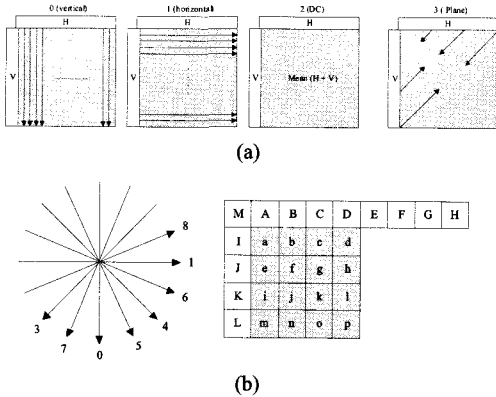 0 (vertical) 1 (horizontal) 2 (DC) 3 ( Plane)
H H H H
V V V Mean (H + V) V
(a)
M A B C D E F G H
I a b c d
J e f g h
K i j k l
L m n o p
8
1
6
4
5
0
7
3
(b)